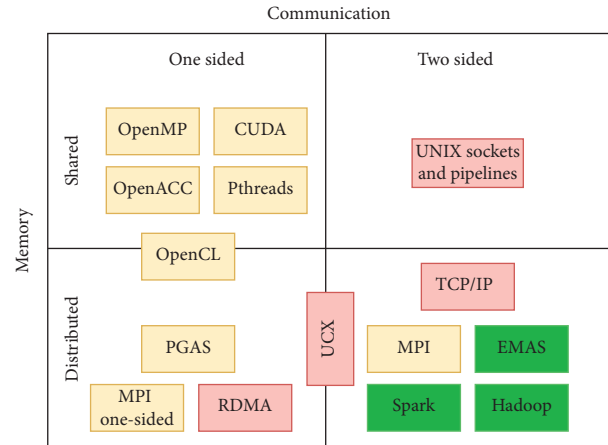 Communication
One sided
Two sided
Memory
Shared
OpenMP
CUDA
UNIX sockets
and pipelines
OpenACC
Pthreads
OpenCL
Distributed
TCP/IP
UCX
PGAS
MPI
EMAS
MPI
one-sided
RDMA
Spark
Hadoop